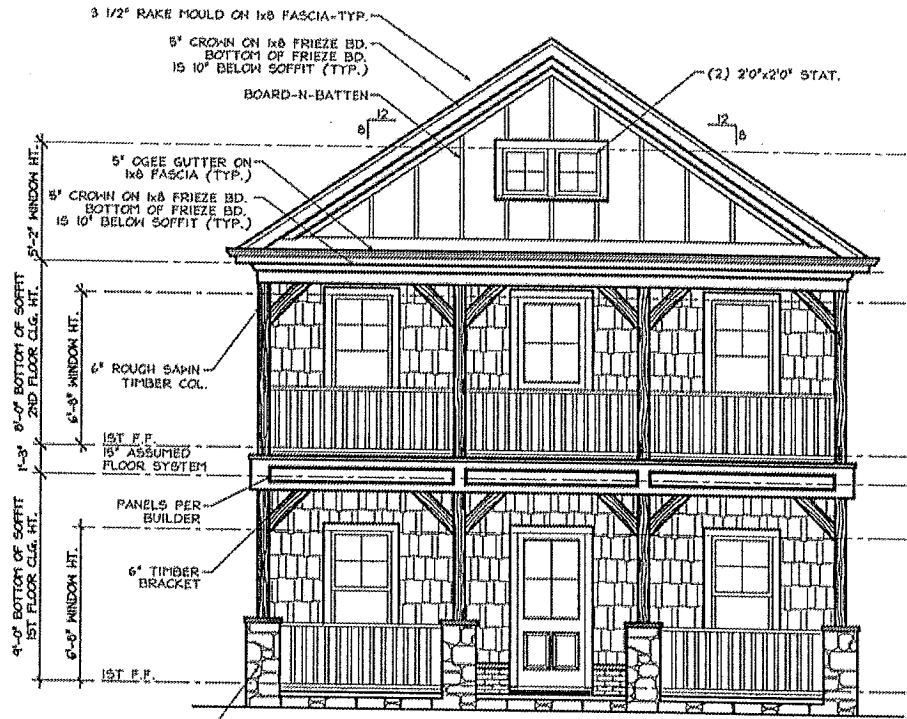 3 1/2" RAKE MOULD ON 1x8 FASCIA-TYP.
5" CROWN ON 1x8 FRIEZE BD.
BOTTOM OF FRIEZE BD.
IS 10" BELOW SOFFIT (TYP.)
(2) 2'0"x2'0" STAT.
BOARD-N-BATTEN
12
8
12
8
5" OGEE GUTTER ON
1x8 FASCIA (TYP.)
5" CROWN ON 1x8 FRIEZE BD.
BOTTOM OF FRIEZE BD.
IS 10" BELOW SOFFIT (TYP.)
5'-2" WINDOW HT.
8'-0" BOTTOM OF SOFFIT
2ND FLOOR CLG. HT.
6'-8" WINDOW HT.
6" ROUGH SAWN
TIMBER COL.
1ST F.F.
15" ASSUMED
FLOOR SYSTEM
1'-3"
PANELS PER
BUILDER
6" TIMBER
BRACKET
9'-0" BOTTOM OF SOFFIT
1ST FLOOR CLG. HT.
6'-8" WINDOW HT.
1ST F.F.